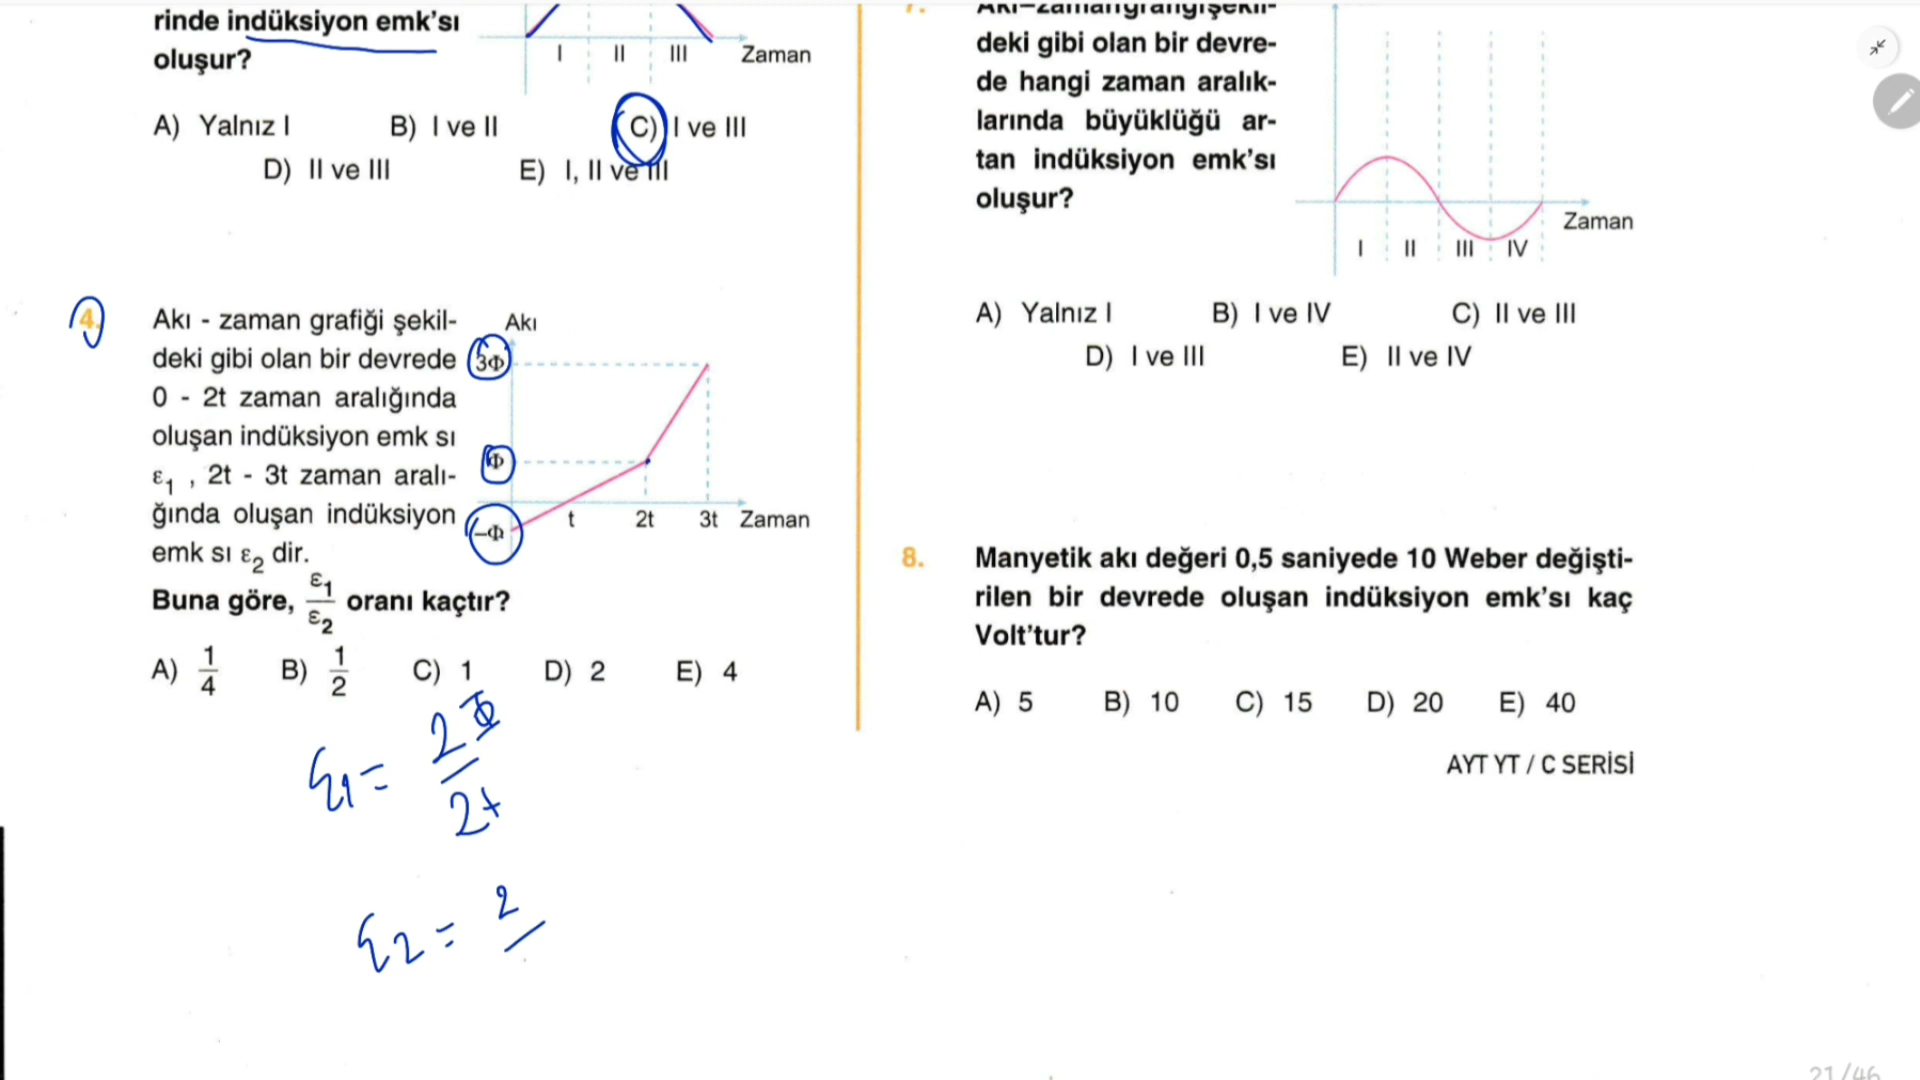 rinde indüksiyon emk'sı
oluşur?
I II III Zaman
A) Yalnız I B) I ve II C) I ve III
D) II ve III E) I, II ve III
4.
Akı - zaman grafiği şekil-
deki gibi olan bir devrede
0 - 2t zaman aralığında
oluşan indüksiyon emk sı
ε1 , 2t - 3t zaman aralı-
ğında oluşan indüksiyon
emk sı ε2 dir.
Akı
3Φ
Φ
–Φ
t 2t 3t Zaman
Buna göre, ε1/ε2 oranı kaçtır?
A) 1/4 B) 1/2 C) 1 D) 2 E) 4
ε1 = 2Φ/2t
ε2 = 2
7.
deki gibi olan bir devre-
de hangi zaman aralık-
larında büyüklüğü ar-
tan indüksiyon emk'sı
oluşur?
Zaman
I II III IV
A) Yalnız I B) I ve IV C) II ve III
D) I ve III E) II ve IV
8. Manyetik akı değeri 0,5 saniyede 10 Weber değişti-
rilen bir devrede oluşan indüksiyon emk'sı kaç
Volt'tur?
A) 5 B) 10 C) 15 D) 20 E) 40
AYT YT / C SERİSİ
21/46